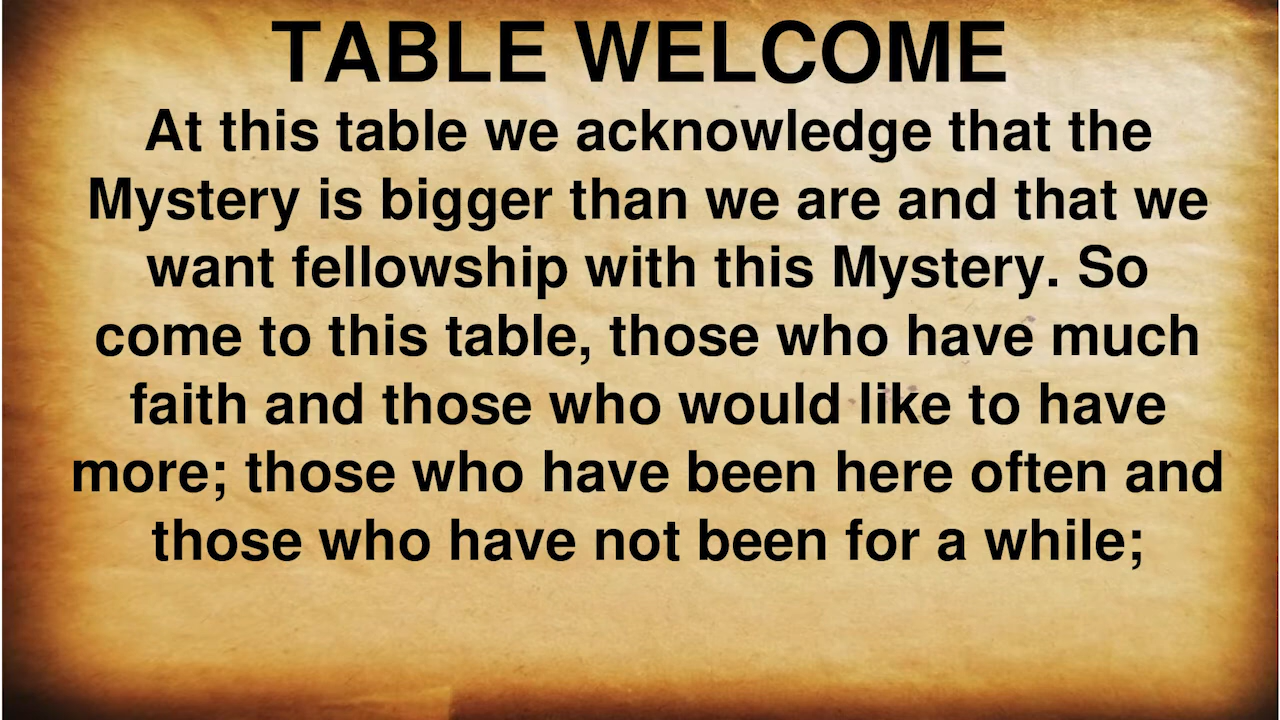 TABLE WELCOME
At this table we acknowledge that the
Mystery is bigger than we are and that we
want fellowship with this Mystery. So
come to this table, those who have much
faith and those who would like to have
more; those who have been here often and
those who have not been for a while;